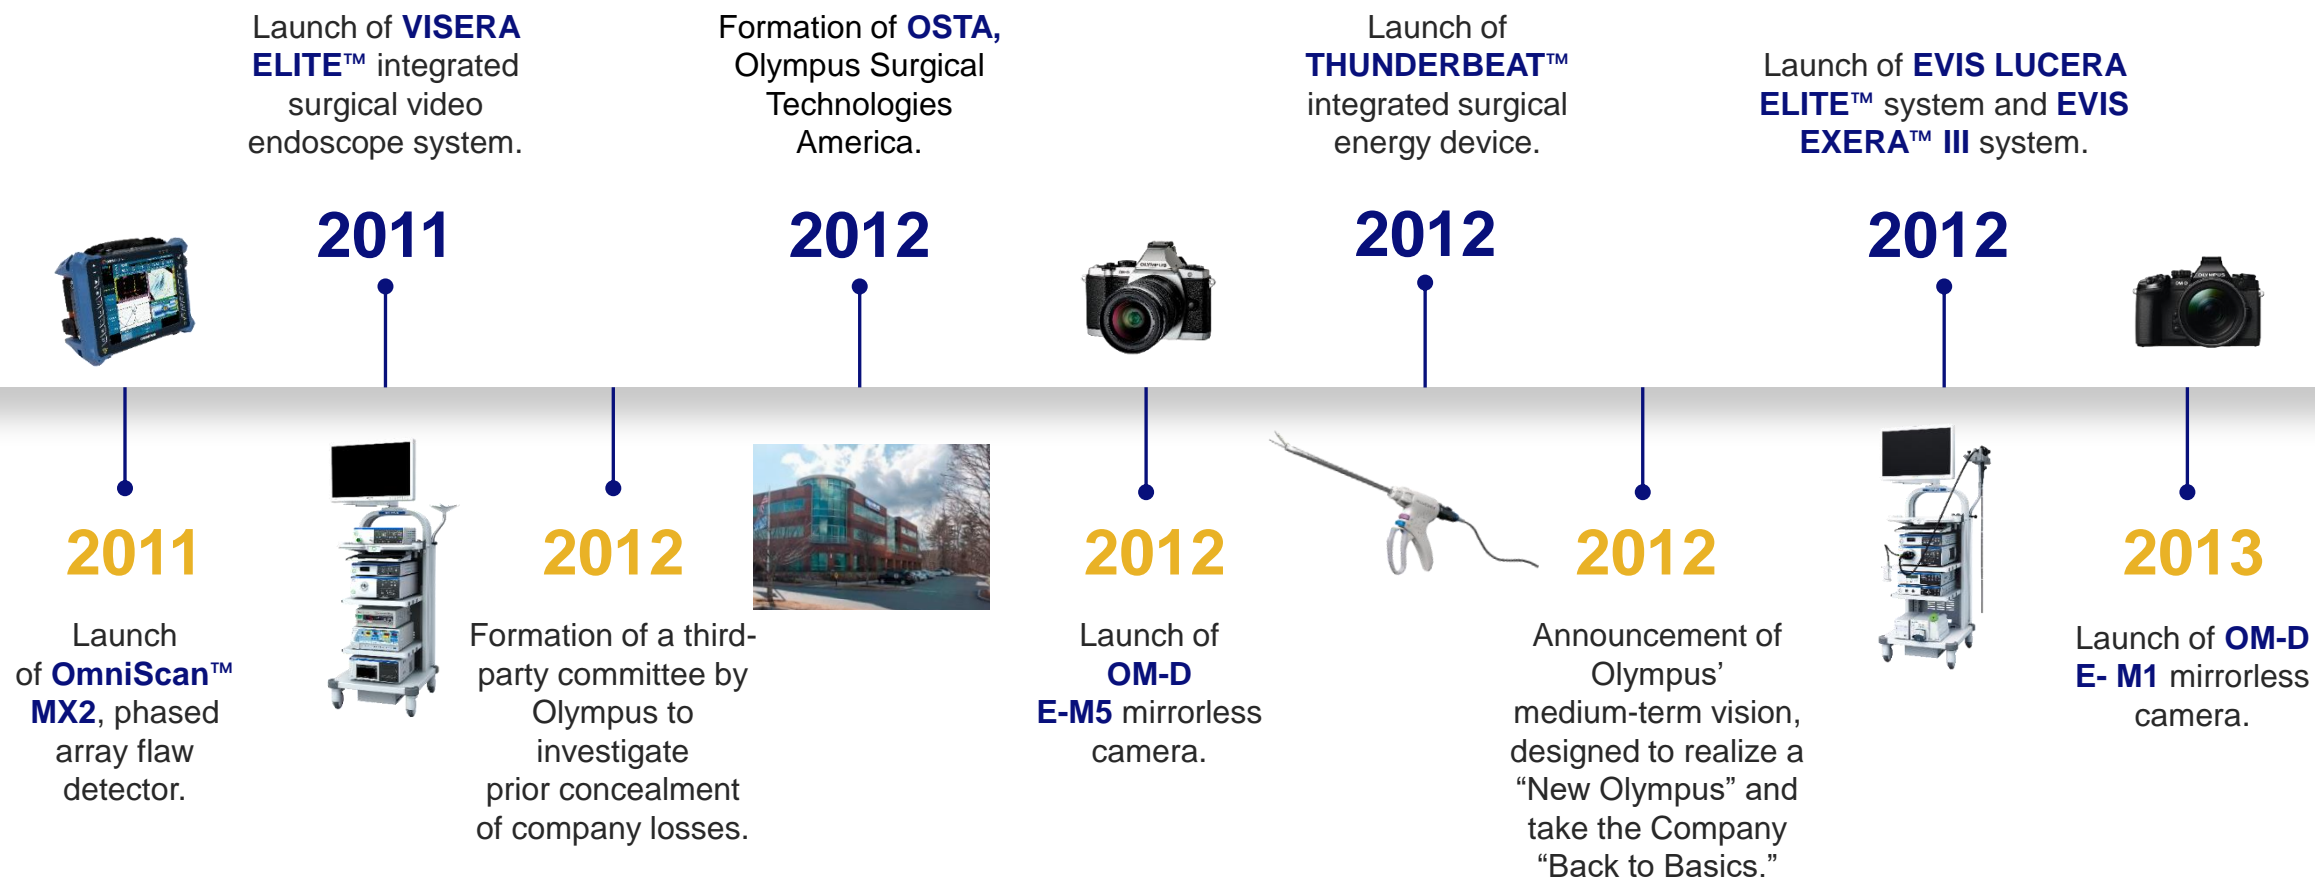 Launch of VISERA
ELITE™ integrated
surgical video
endoscope system.
2011
Formation of OSTA,
Olympus Surgical
Technologies
America.
2012
Launch of
THUNDERBEAT™
integrated surgical
energy device.
2012
Launch of EVIS LUCERA
ELITE™ system and EVIS
EXERA™ III system.
2012
OLYMPUS
OLYMPUS
OM-D
2011
Launch
of OmniScan™
MX2, phased
array flaw
detector.
2012
Formation of a third-
party committee by
Olympus to
investigate
prior concealment
of company losses.
2012
Launch of
OM-D
E-M5 mirrorless
camera.
2012
Announcement of
Olympus’
medium-term vision,
designed to realize a
“New Olympus” and
take the Company
“Back to Basics.”
2013
Launch of OM-D
E- M1 mirrorless
camera.